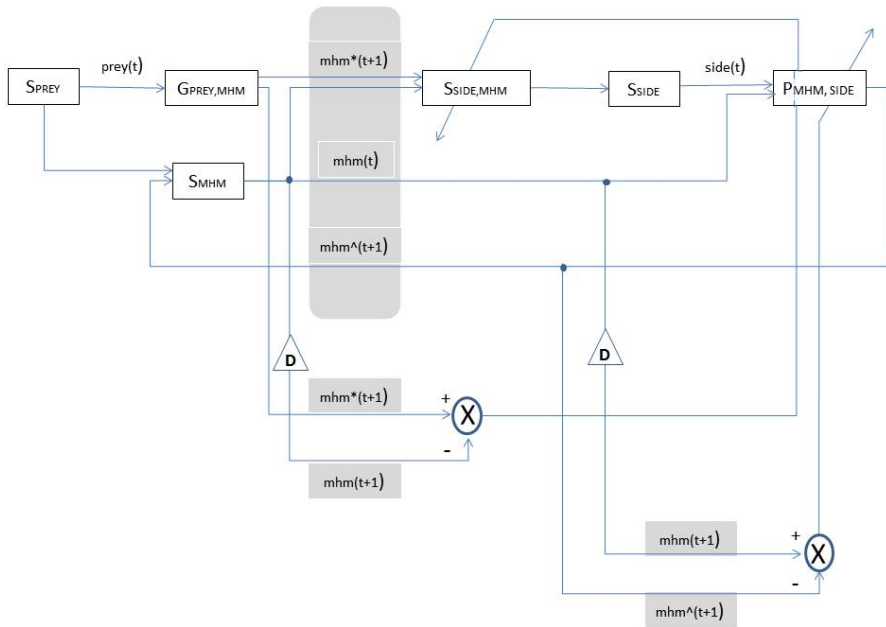 prey(t)
mhm*(t+1)
side(t)
SPREY
GPREY,MHM
SSIDE,MHM
SSIDE
PMHM, SIDE
mhm(t)
SMHM
mhm^(t+1)
D
D
mhm*(t+1)
+
X
-
mhm(t+1)
mhm(t+1)
+
X
-
mhm^(t+1)